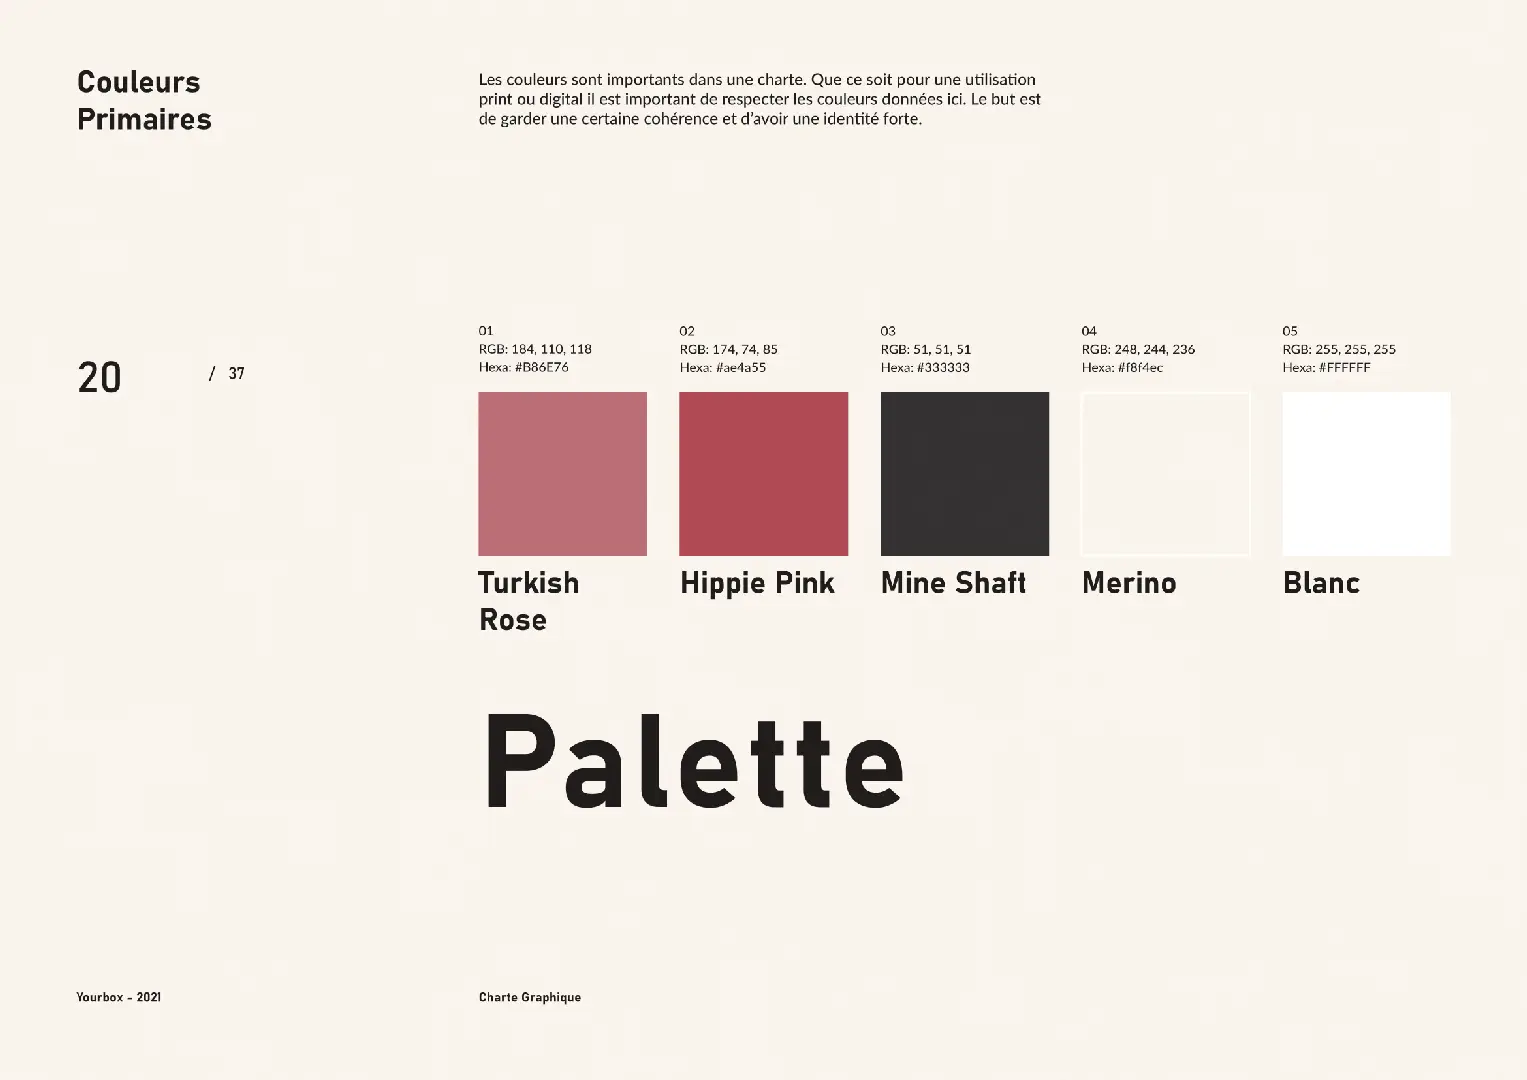 Couleurs
Primaires
Les couleurs sont importants dans une charte. Que ce soit pour une utilisation
print ou digital il est important de respecter les couleurs données ici. Le but est
de garder une certaine cohérence et d'avoir une identité forte.
20 / 37
01
RGB: 184, 110, 118
Hexa: #B86E76
Turkish
Rose
02
RGB: 174, 74, 85
Hexa: #ae4a55
Hippie Pink
03
RGB: 51, 51, 51
Hexa: #333333
Mine Shaft
04
RGB: 248, 244, 236
Hexa: #f8f4ec
Merino
05
RGB: 255, 255, 255
Hexa: #FFFFFF
Blanc
Palette
Yourbox - 2021
Charte Graphique